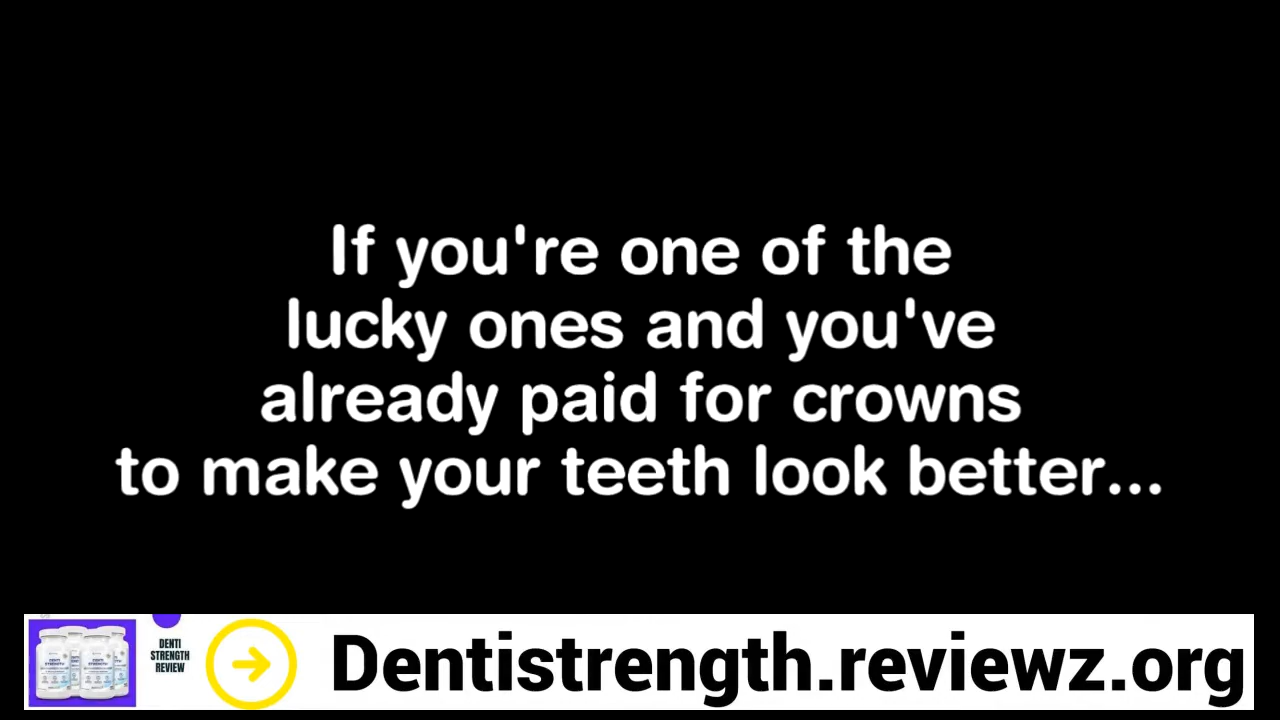 If you're one of the
lucky ones and you've
already paid for crowns
to make your teeth look better...
DENTI
STRENGTH
REVIEW
Dentistrength.reviewz.org